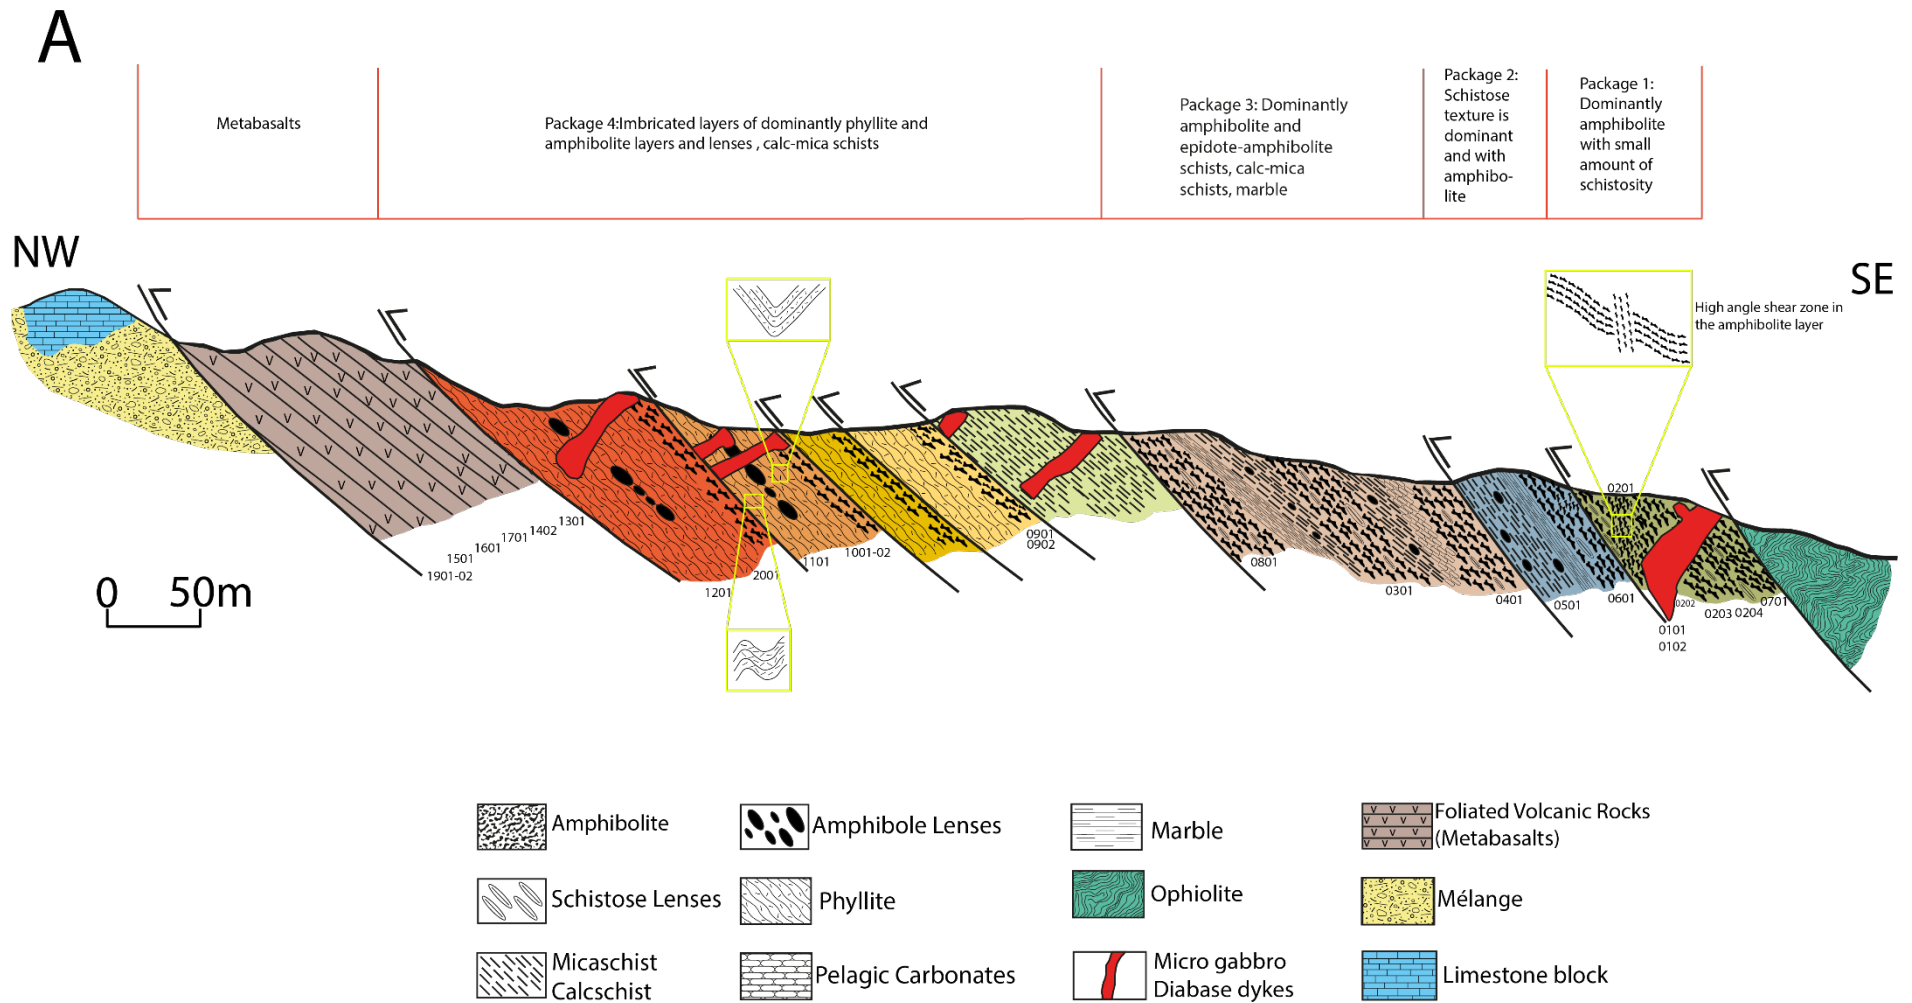 A
Metabasalts
Package 4:Imbricated layers of dominantly phyllite and
amphibolite layers and lenses , calc-mica schists
Package 3: Dominantly
amphibolite and
epidote-amphibolite
schists, calc-mica
schists, marble
Package 2:
Schistose
texture is
dominant
and with
amphibo-
lite
Package 1:
Dominantly
amphibolite
with small
amount of
schistosity
NW
SE
High angle shear zone in
the amphibolite layer
0201
1301
1402
1701
1601
1501
1901-02
1201
2001
1101
1001-02
0901
0902
0801
0301
0401
0501
0601
0202
0101
0102
0203
0204
0701
0 50m
V V V V V V V V V V V V V V V V V V V V V V V V V V V V V V V V V V
Amphibolite
Amphibole Lenses
Marble
Foliated Volcanic Rocks
(Metabasalts)
Schistose Lenses
Phyllite
Ophiolite
Mélange
Micaschist
Calcschist
Pelagic Carbonates
Micro gabbro
Diabase dykes
Limestone block